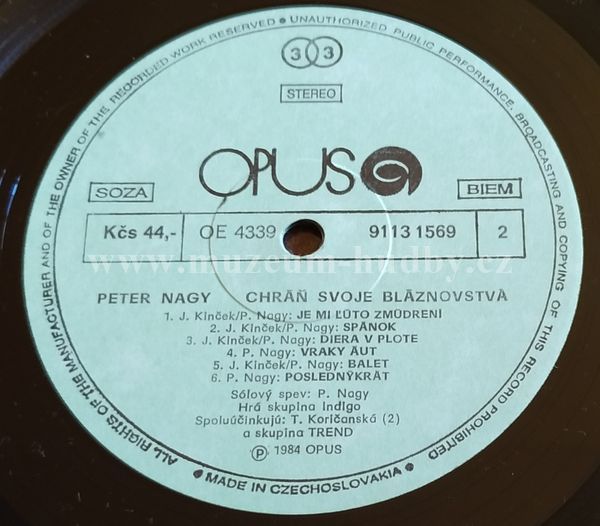 • UNAUTHORIZED PUBLIC PERFORMANCE, BROADCASTING AND COPYING OF THIS RECORD PROHIBITED • MADE IN CZECHOSLOVAKIA • ALL RIGHTS OF THE MANUFACTURER AND OF THE OWNER OF THE RECORDED WORK RESERVED
33
STEREO
OPUS
SOZA
BIEM
Kčs 44,- OE 4339 9113 1569 2
www.muzeum-hudby.cz
PETER NAGY CHRÁŇ SVOJE BLÁZNOVSTVÁ
1. J. Kinček/P. Nagy: JE MI ĽÚTO ZMÚDRENÍ
2. J. Kinček/P. Nagy: SPÁNOK
3. J. Kinček/P. Nagy: DIERA V PLOTE
4. P. Nagy: VRAKY ÁUT
5. J. Kinček/P. Nagy: BALET
6. P. Nagy: POSLEDNÝKRÁT
Sólový spev: P. Nagy
Hrá skupina Indigo
Spoluúčinkujú: T. Koričanská (2)
a skupina TREND
Ⓟ 1984 OPUS